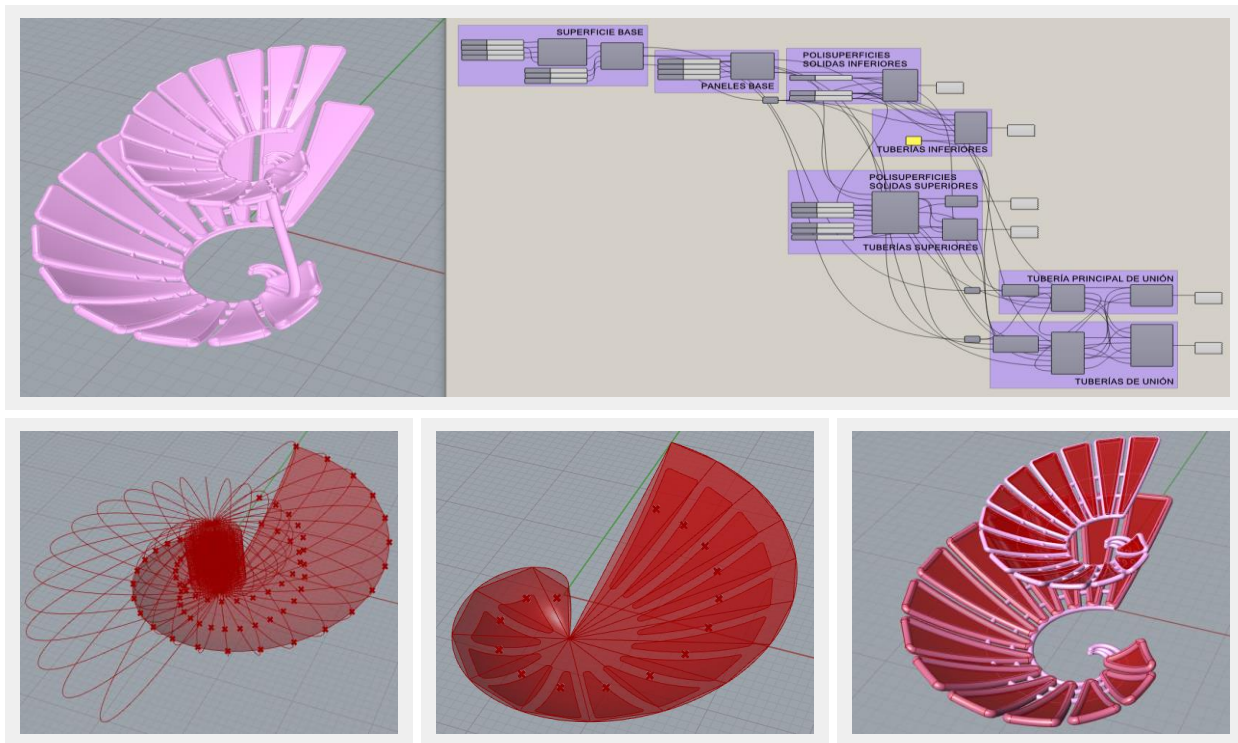 SUPERFICIE BASE
PANELES BASE
POLISUPERFICIES
SOLIDAS INFERIORES
TUBERÍAS INFERIORES
POLISUPERFICIES
SÓLIDAS SUPERIORES
TUBERÍAS SUPERIORES
TUBERÍA PRINCIPAL DE UNIÓN
TUBERÍAS DE UNIÓN